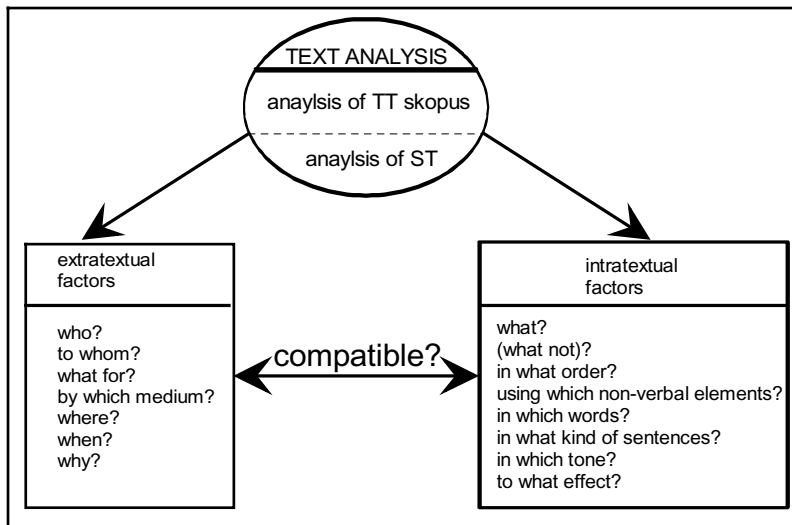 TEXT ANALYSIS
anaylsis of TT skopus
anaylsis of ST
extratextual
factors
who?
to whom?
what for?
by which medium?
where?
when?
why?
compatible?
intratextual
factors
what?
(what not)?
in what order?
using which non-verbal elements?
in which words?
in what kind of sentences?
in which tone?
to what effect?